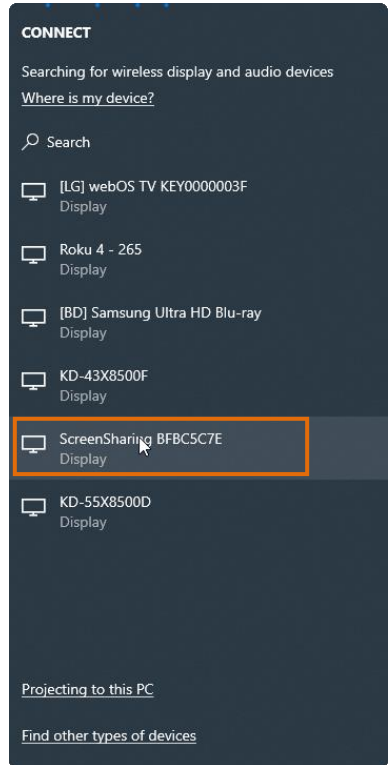 CONNECT
Searching for wireless display and audio devices
Where is my device?
Search
[LG] webOS TV KEY0000003F
Display
Roku 4 - 265
Display
[BD] Samsung Ultra HD Blu-ray
Display
KD-43X8500F
Display
ScreenSharing BFBC5C7E
Display
KD-55X8500D
Display
Projecting to this PC
Find other types of devices